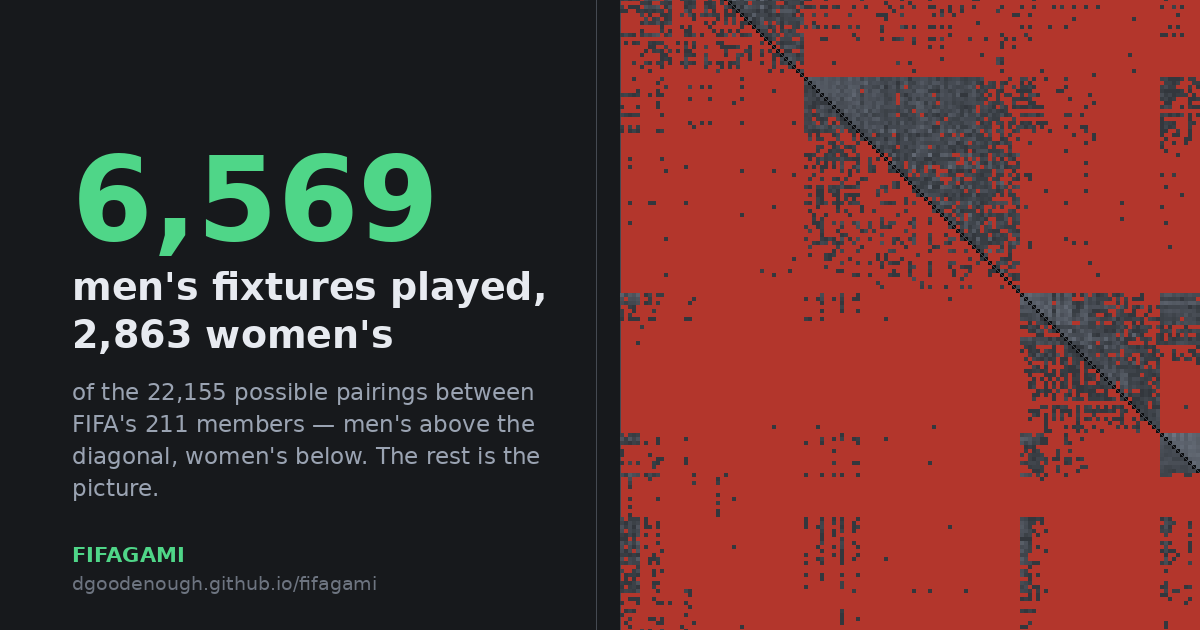 6,569
men's fixtures played,
2,863 women's
of the 22,155 possible pairings between
FIFA's 211 members — men's above the
diagonal, women's below. The rest is the
picture.
FIFAGAMI
dgoodenough.github.io/fifagami